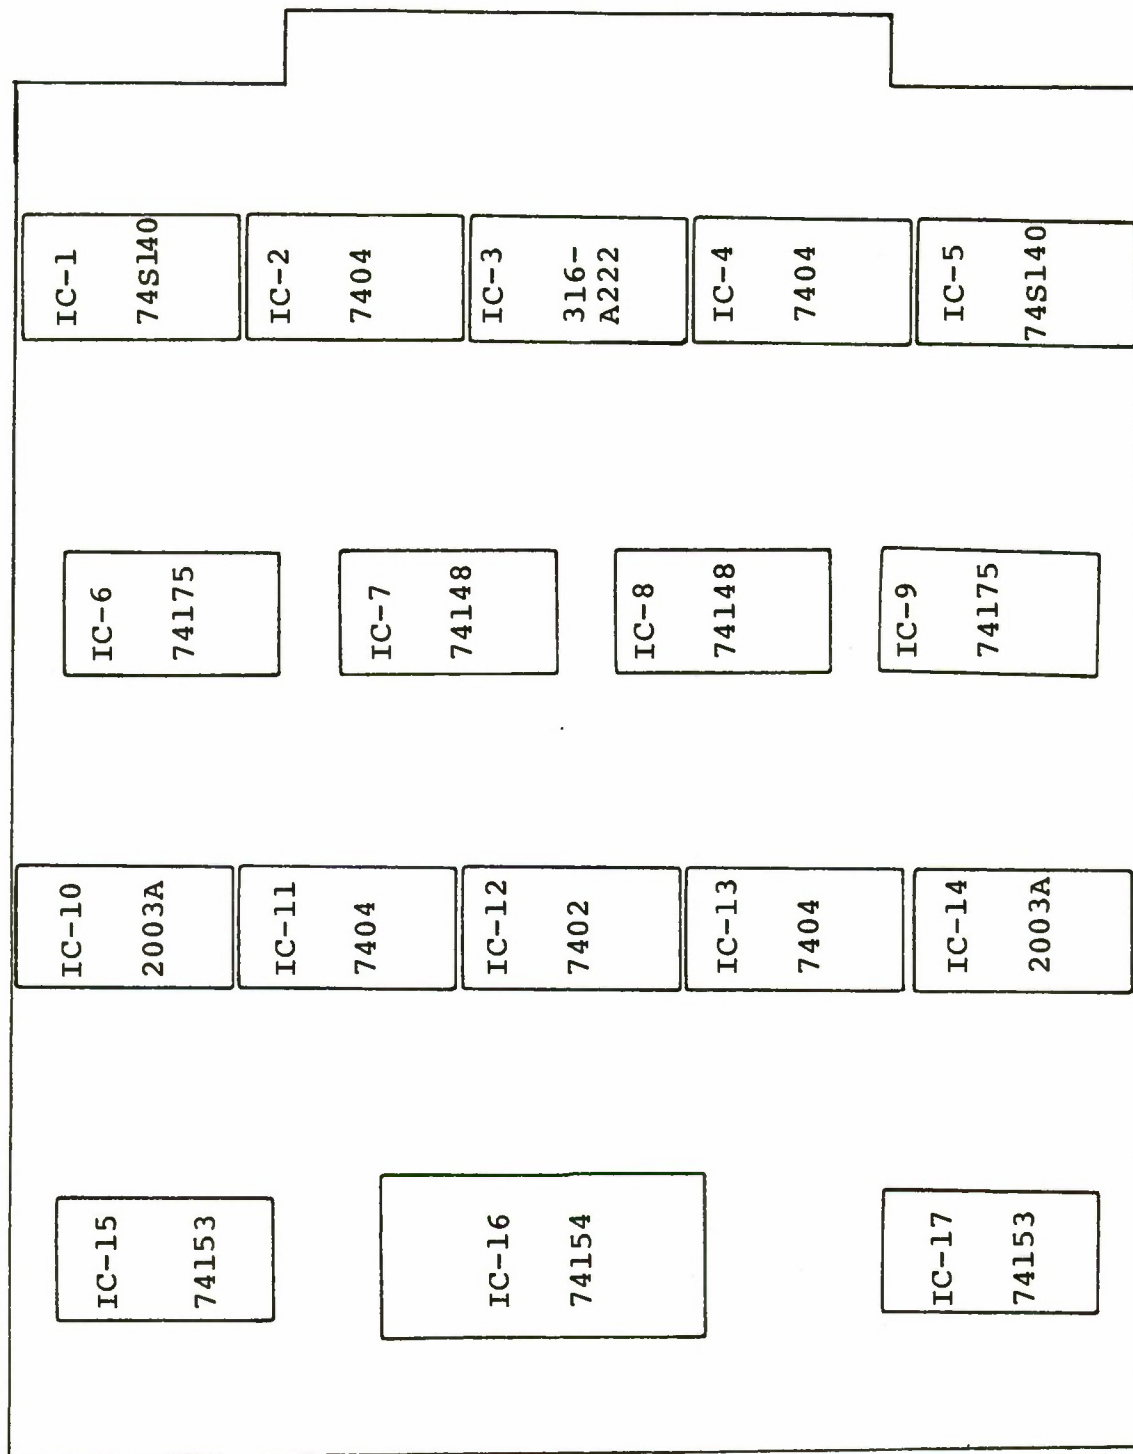 IC-1
74S140
IC-2
7404
IC-3
316-
A222
IC-4
7404
IC-5
74S140
IC-6
74175
IC-7
74148
IC-8
74148
IC-9
74175
IC-10
2003A
IC-11
7404
IC-12
7402
IC-13
7404
IC-14
2003A
IC-15
74153
IC-16
74154
IC-17
74153